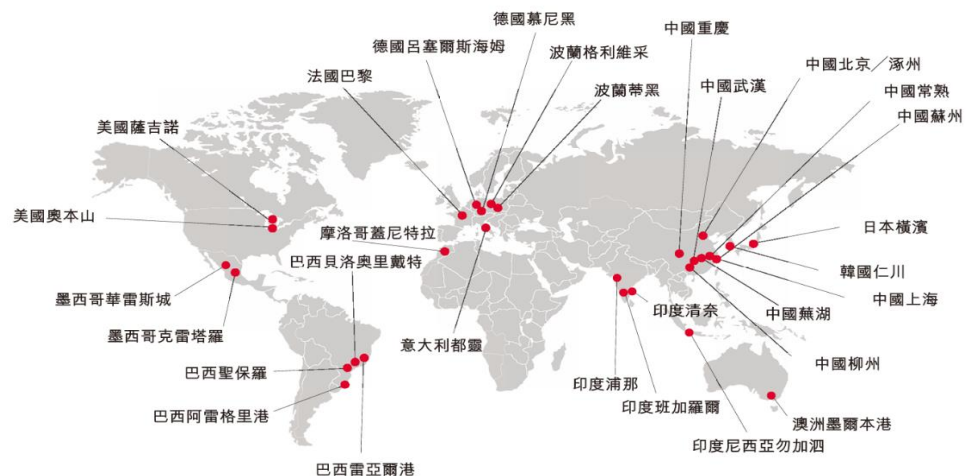 德國慕尼黑
中國重慶
德國呂塞爾斯海姆
波蘭格利維采
中國北京／涿州
法國巴黎
中國武漢
中國常熟
波蘭蒂黑
中國蘇州
美國薩吉諾
美國奧本山
日本橫濱
摩洛哥蓋尼特拉
巴西貝洛奧里戴特
韓國仁川
墨西哥華雷斯城
印度清奈
中國上海
中國蕪湖
墨西哥克雷塔羅
意大利都靈
中國柳州
巴西聖保羅
印度浦那
印度班加羅爾
巴西阿雷格里港
澳洲墨爾本港
印度尼西亞勿加泗
巴西雷亞爾港